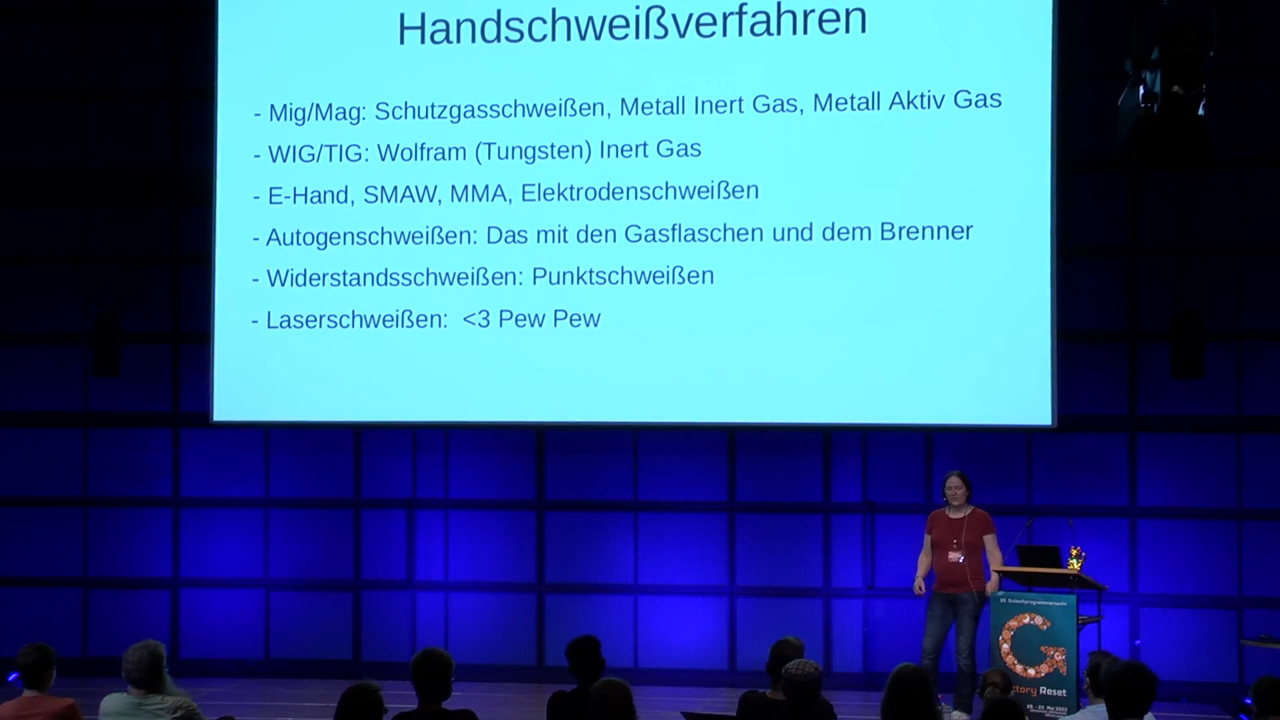 Handschweißverfahren
- Mig/Mag: Schutzgasschweißen, Metall Inert Gas, Metall Aktiv Gas
- WIG/TIG: Wolfram (Tungsten) Inert Gas
- E-Hand, SMAW, MMA, Elektrodenschweißen
- Autogenschweißen: Das mit den Gasflaschen und dem Brenner
- Widerstandsschweißen: Punktschweißen
- Laserschweißen: <3 Pew Pew
G
ctory Reset